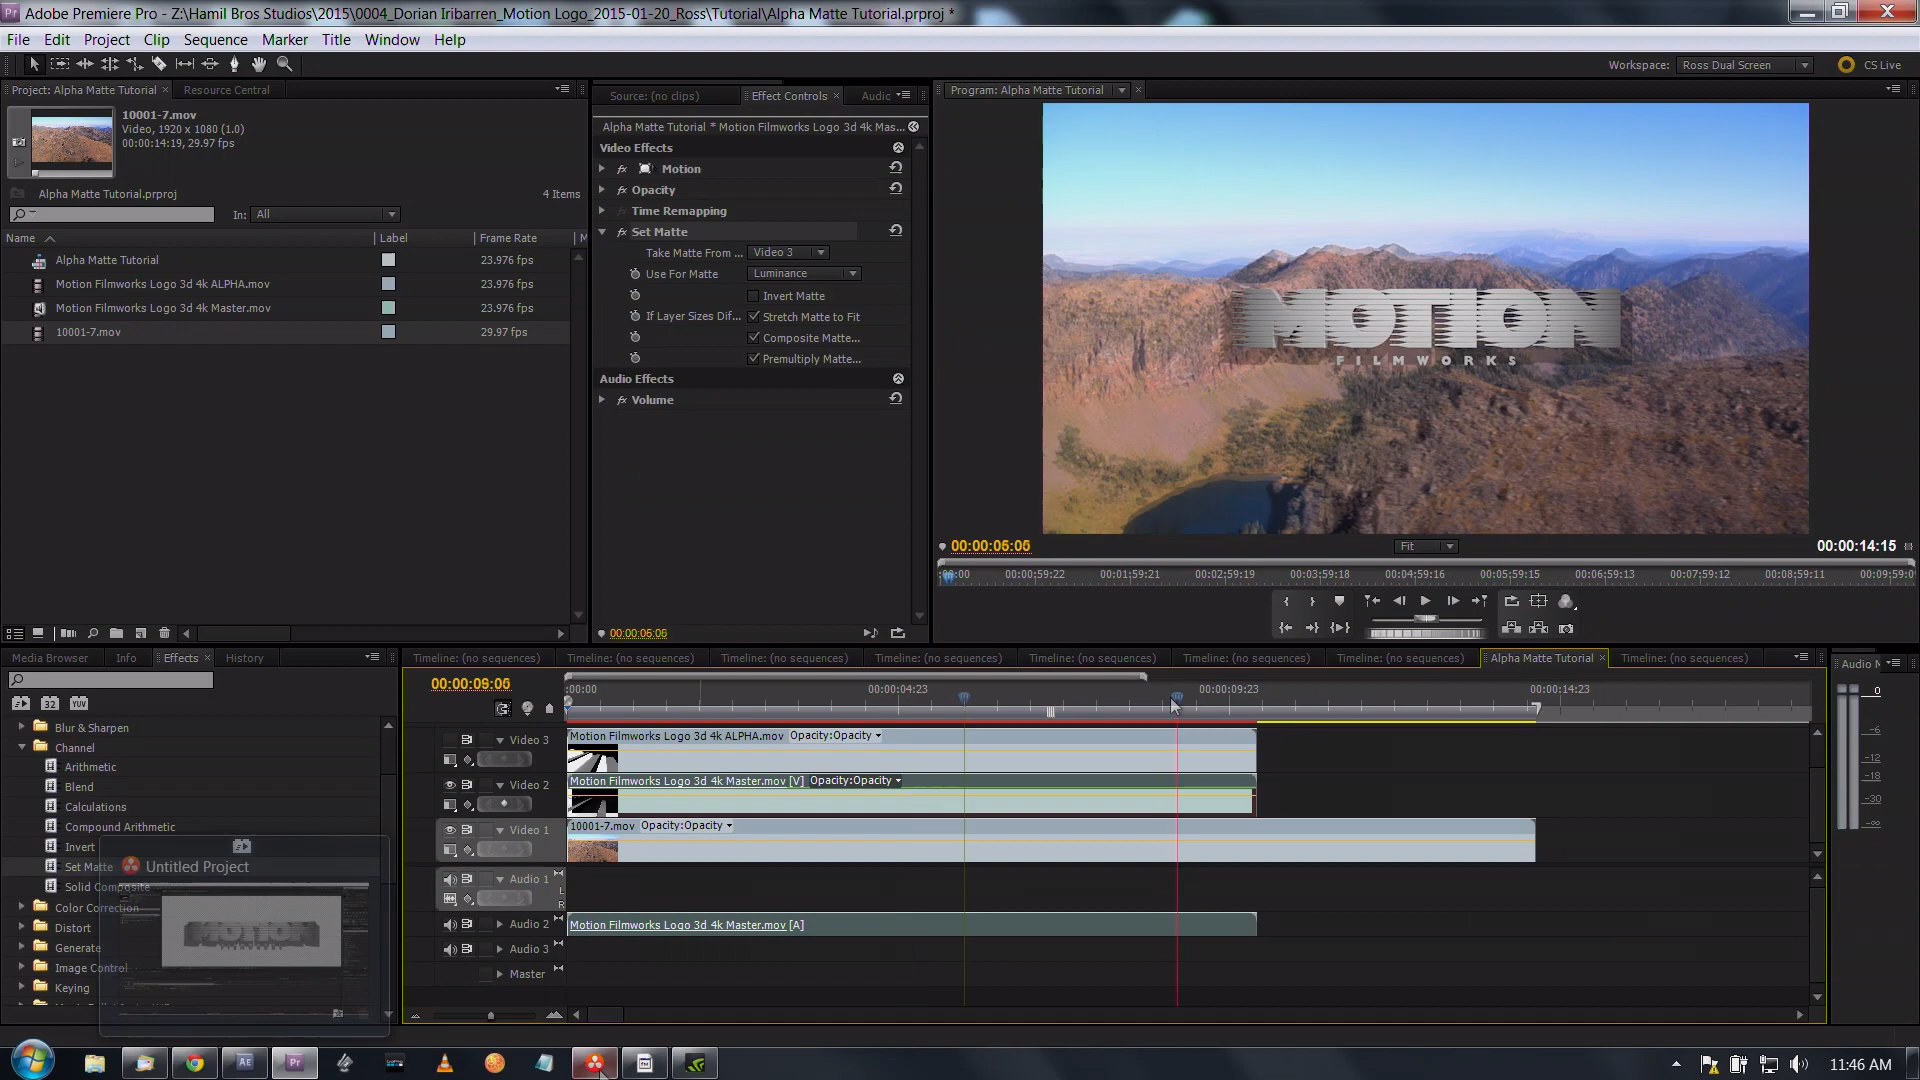 Adobe Premiere Pro - Z:\Hamil Bros Studios\2015\0004_Dorian Iribarren_Motion Logo_2015-01-20_Ross\Tutorial\Alpha Matte Tutorial.prproj *
File Edit Project Clip Sequence Marker Title Window Help
Workspace: Ross Dual Screen CS Live
Project: Alpha Matte Tutorial × Resource Central
10001-7.mov
Video, 1920 x 1080 (1.0)
00:00:14:19, 29.97 fps
Alpha Matte Tutorial.prproj 4 Items
In: All
Name Label Frame Rate M
Alpha Matte Tutorial 23.976 fps
Motion Filmworks Logo 3d 4k ALPHA.mov 23.976 fps
Motion Filmworks Logo 3d 4k Master.mov 23.976 fps
10001-7.mov 29.97 fps
Source: (no clips) Effect Controls × Audio
Alpha Matte Tutorial * Motion Filmworks Logo 3d 4k Mas...
Video Effects
fx Motion
fx Opacity
fx Time Remapping
fx Set Matte
Take Matte From ... Video 3
Use For Matte Luminance
Invert Matte
If Layer Sizes Dif... Stretch Matte to Fit
Composite Matte...
Premultiply Matte...
Audio Effects
fx Volume
Program: Alpha Matte Tutorial ×
MOTION
FILMWORKS
Fit
00:00:14:15
:00:00 00:00:59:22 00:01:59:21 00:02:59:19 00:03:59:18 00:04:59:16 00:05:59:15 00:06:59:13 00:07:59:12 00:08:59:11 00:09:59:0
Media Browser Info Effects × History
32 YUV
Blur & Sharpen
Channel
Arithmetic
Blend
Calculations
Compound Arithmetic
Invert
Set Matte
Solid Composite
Color Correction
Distort
Generate
Image Control
Keying
Untitled Project
MOTION
Timeline: (no sequences) Timeline: (no sequences) Timeline: (no sequences) Timeline: (no sequences) Timeline: (no sequences) Timeline: (no sequences) Timeline: (no sequences) Alpha Matte Tutorial × Timeline: (no sequences)
:00:00 00:00:04:23 00:00:09:23 00:00:14:23
Video 3 Motion Filmworks Logo 3d 4k ALPHA.mov Opacity:Opacity
Video 2 Motion Filmworks Logo 3d 4k Master.mov [V] Opacity:Opacity
Video 1 10001-7.mov Opacity:Opacity
Audio 1
L
R
Audio 2 Motion Filmworks Logo 3d 4k Master.mov [A]
Audio 3
Master
Audio M
0
-6
-12
-18
-30
-∞
AE Pr
11:46 AM